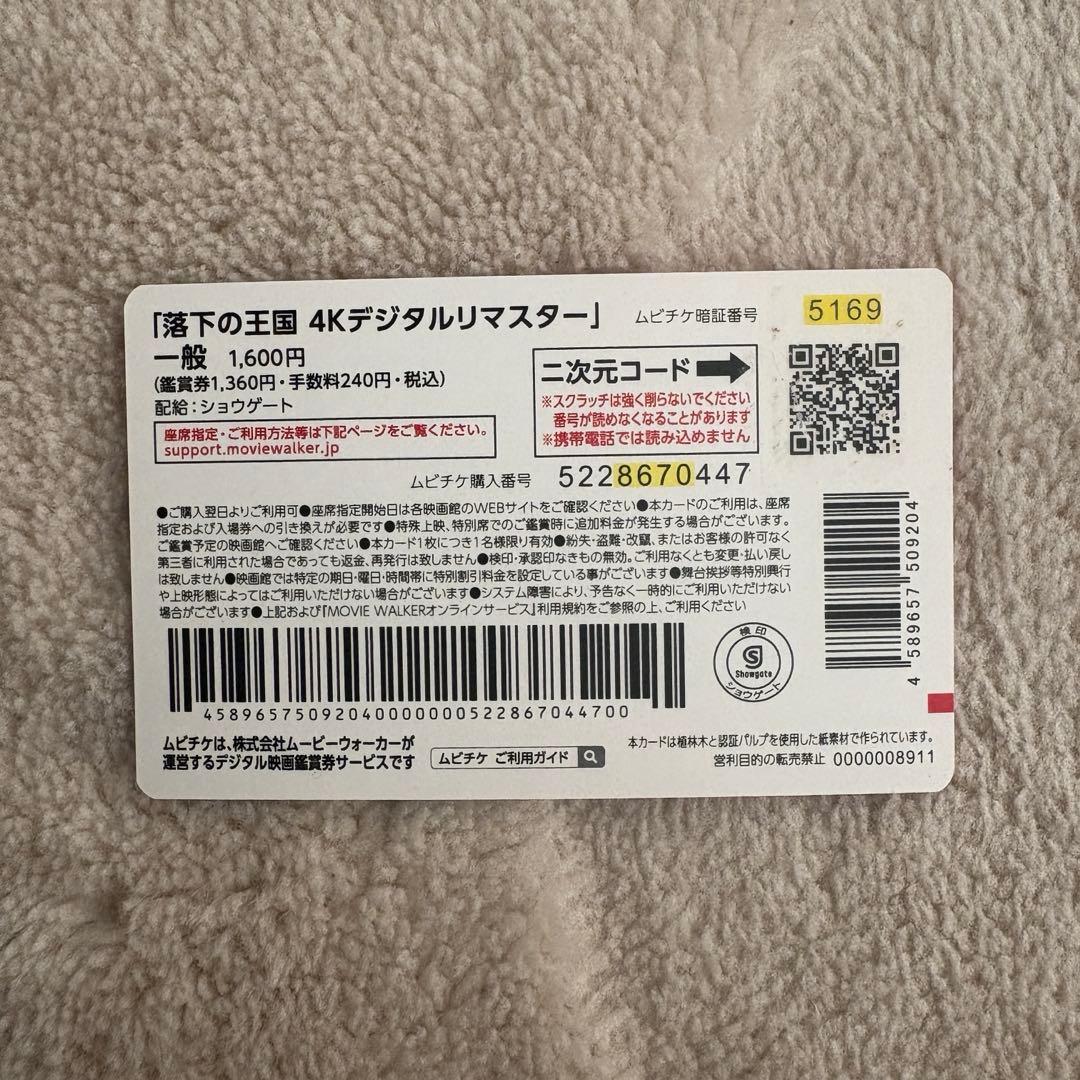 「落下の王国 4Kデジタルリマスター」
ムビチケ暗証番号 5169
一般 1,600円
(鑑賞券1,360円・手数料240円・税込)
配給:ショウゲート
座席指定・ご利用方法等は下記ページをご覧ください。
support.moviewalker.jp
二次元コード
※スクラッチは強く削らないでください
番号が読めなくなることがあります
※携帯電話では読み込めません
ムビチケ購入番号 5228670447
●ご購入翌日よりご利用可●座席指定開始日は各映画館のWEBサイトをご確認ください●本カードのご利用は、座席
指定および入場券への引き換えが必要です●特殊上映、特別席でのご鑑賞時に追加料金が発生する場合がございます。
ご鑑賞予定の映画館へご確認ください●本カード1枚につき1名様限り有効●紛失・盗難・改竄、またはお客様の許可なく
第三者に利用された場合であっても返金、再発行は致しません●検印・承認印なきもの無効。ご利用なくとも変更・払い戻し
は致しません●映画館では特定の期日・曜日・時間帯に特別割引料金を設定している事がございます●舞台挨拶等特別興行
や上映形態によってはご利用いただけない場合がございます●システム障害により、予告なく一時的にご利用いただけない
場合がございます●上記および『MOVIE WALKERオンラインサービス』利用規約をご参照の上、ご利用ください
45896575092040000000522867044700
検印
Showgate
ショウゲート
4 589657 509204
ムビチケは、株式会社ムービーウォーカーが
運営するデジタル映画鑑賞券サービスです
ムビチケ ご利用ガイド
本カードは植林木と認証パルプを使用した紙素材で作られています。
営利目的の転売禁止 0000008911